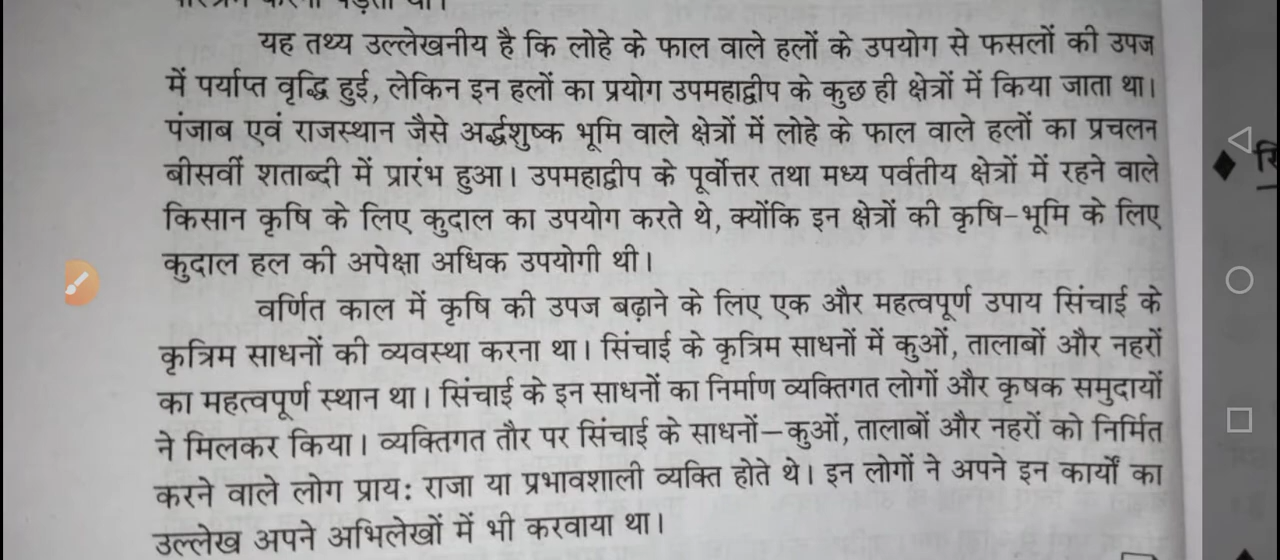 यह तथ्य उल्लेखनीय है कि लोहे के फाल वाले हलों के उपयोग से फसलों की उपज
में पर्याप्त वृद्धि हुई, लेकिन इन हलों का प्रयोग उपमहाद्वीप के कुछ ही क्षेत्रों में किया जाता था।
पंजाब एवं राजस्थान जैसे अर्द्धशुष्क भूमि वाले क्षेत्रों में लोहे के फाल वाले हलों का प्रचलन
बीसवीं शताब्दी में प्रारंभ हुआ। उपमहाद्वीप के पूर्वोत्तर तथा मध्य पर्वतीय क्षेत्रों में रहने वाले
किसान कृषि के लिए कुदाल का उपयोग करते थे, क्योंकि इन क्षेत्रों की कृषि-भूमि के लिए
कुदाल हल की अपेक्षा अधिक उपयोगी थी।
वर्णित काल में कृषि की उपज बढ़ाने के लिए एक और महत्वपूर्ण उपाय सिंचाई के
कृत्रिम साधनों की व्यवस्था करना था। सिंचाई के कृत्रिम साधनों में कुओं, तालाबों और नहरों
का महत्वपूर्ण स्थान था। सिंचाई के इन साधनों का निर्माण व्यक्तिगत लोगों और कृषक समुदायों
ने मिलकर किया। व्यक्तिगत तौर पर सिंचाई के साधनों—कुओं, तालाबों और नहरों को निर्मित
करने वाले लोग प्राय: राजा या प्रभावशाली व्यक्ति होते थे। इन लोगों ने अपने इन कार्यों का
उल्लेख अपने अभिलेखों में भी करवाया था।